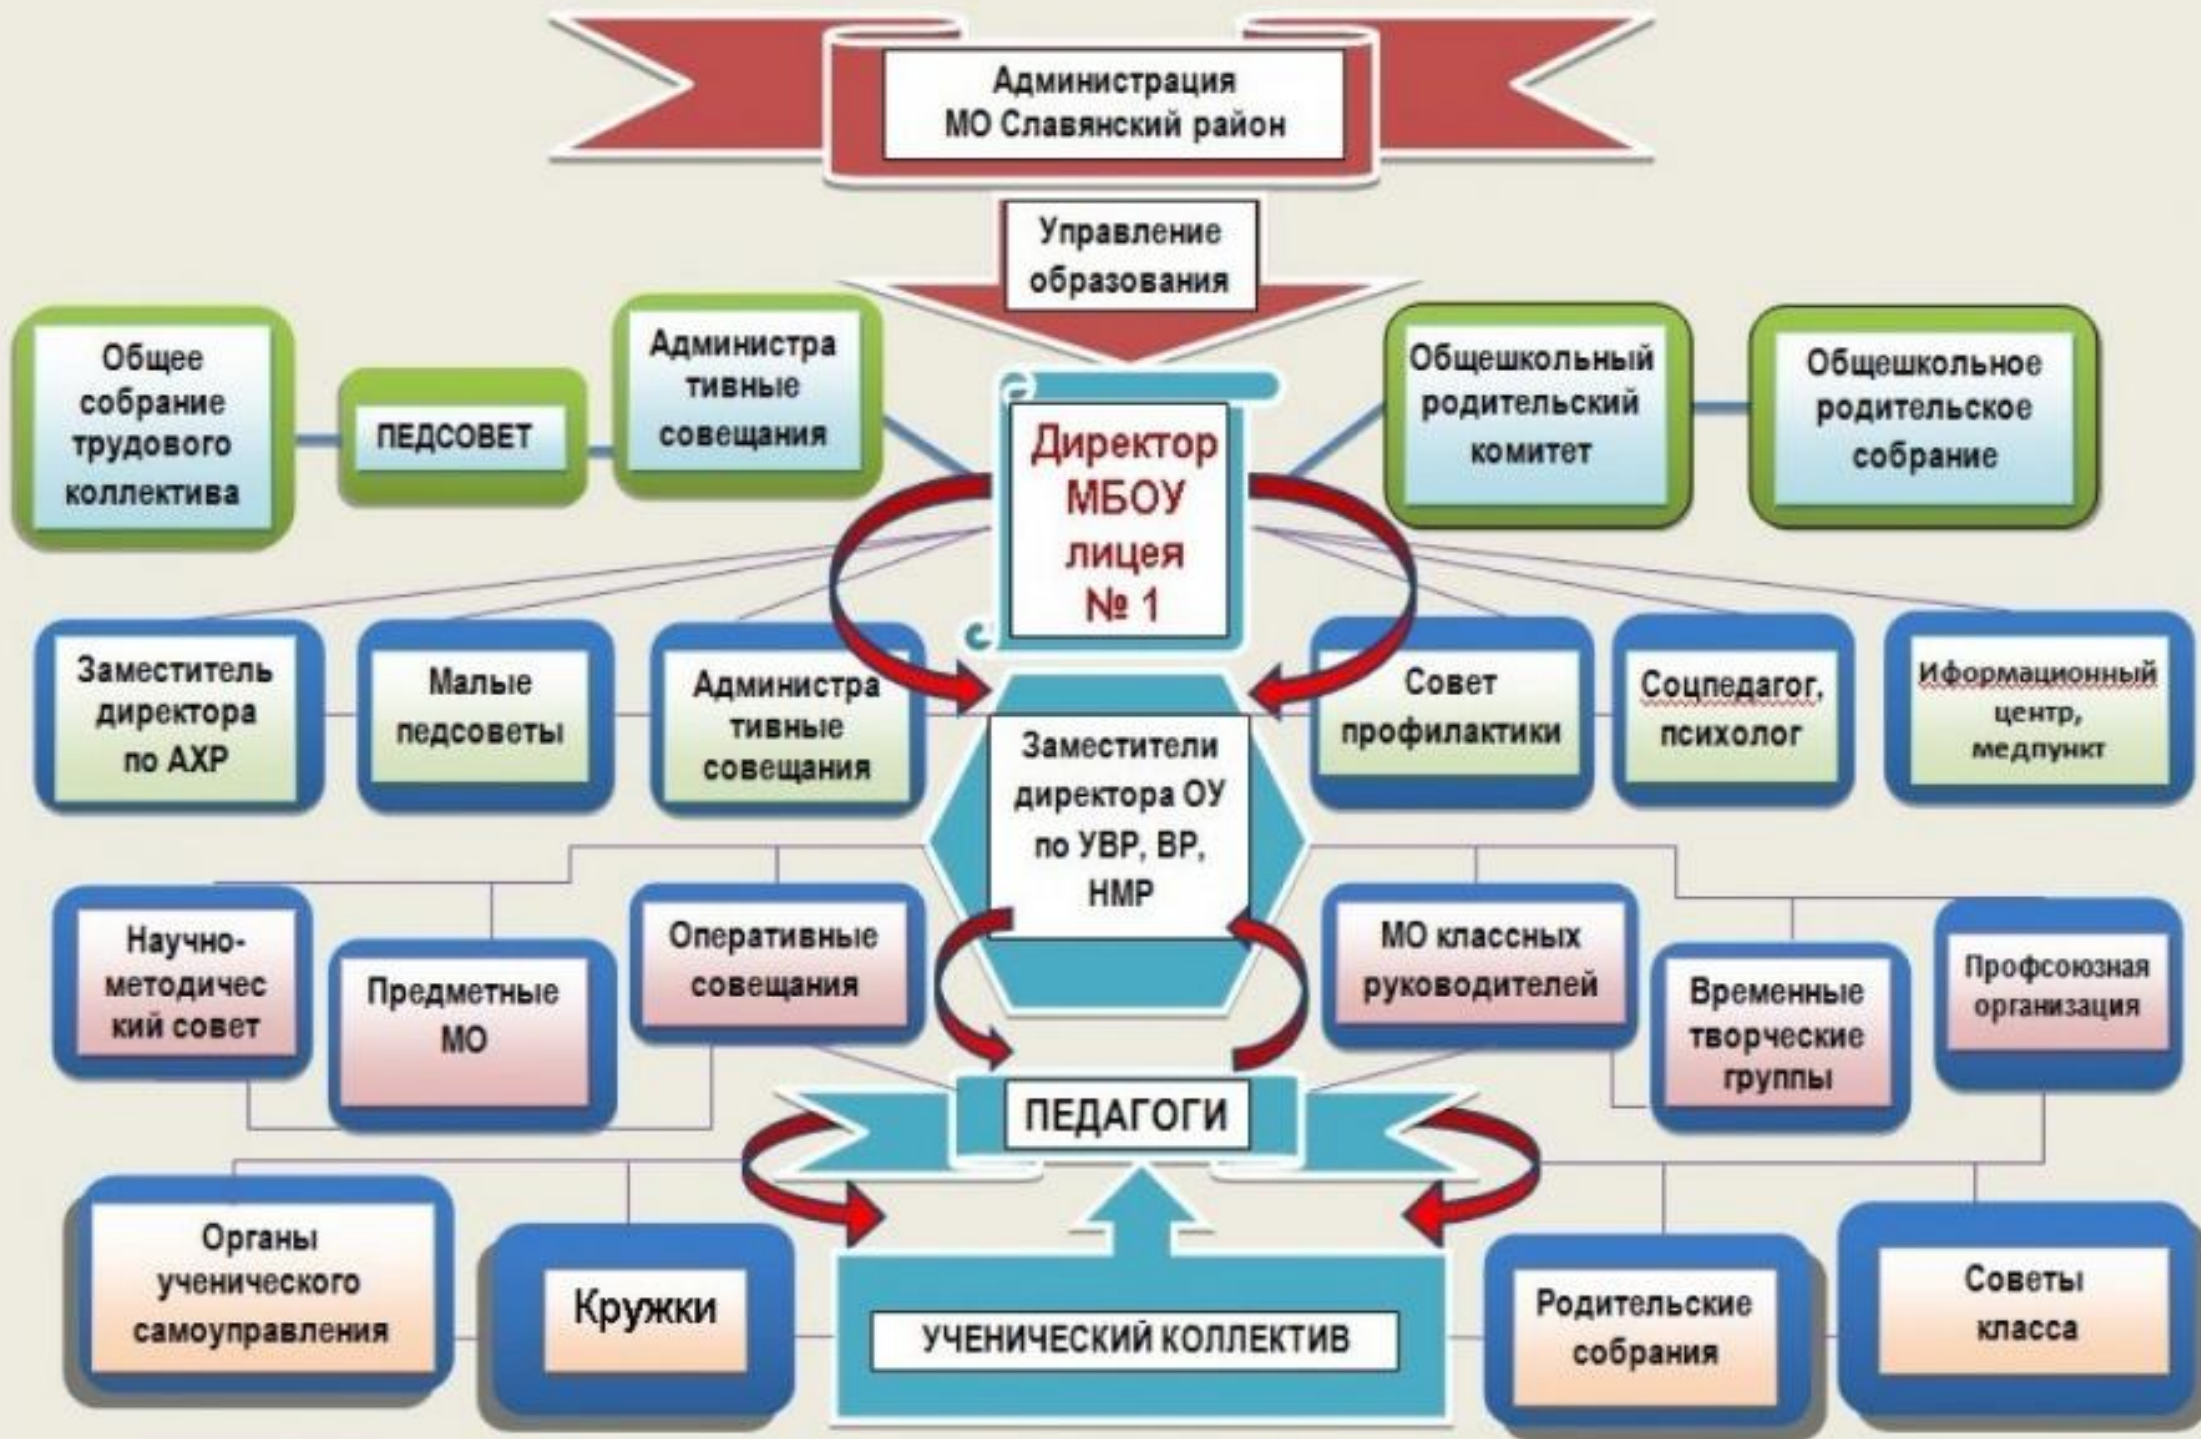 Администрация
МО Славянский район
Управление
образования
Общее
собрание
трудового
коллектива
ПЕДСОВЕТ
Администра
тивные
совещания
Директор
МБОУ
лицея
№ 1
Общешкольный
родительский
комитет
Общешкольное
родительское
собрание
Заместитель
директора
по АХР
Малые
педсоветы
Администра
тивные
совещания
Заместители
директора ОУ
по УВР, ВР,
НМР
Совет
профилактики
Соцпедагог,
психолог
Иформационный
центр,
медпункт
Научно-
методичес
кий совет
Предметные
МО
Оперативные
совещания
МО классных
руководителей
Временные
творческие
группы
Профсоюзная
организация
ПЕДАГОГИ
Органы
ученического
самоуправления
Кружки
УЧЕНИЧЕСКИЙ КОЛЛЕКТИВ
Родительские
собрания
Советы
класса